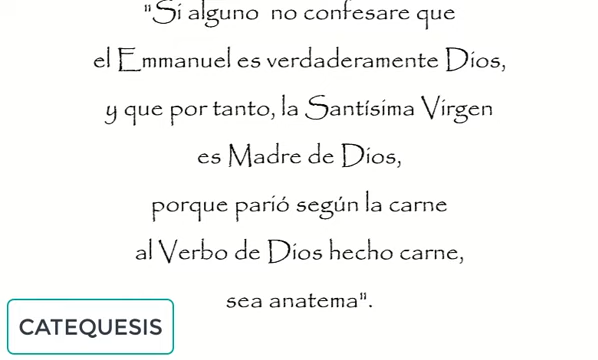 "Si alguno no confesare que
el Emmanuel es verdaderamente Dios,
y que por tanto, la Santísima Virgen
es Madre de Dios,
porque parió según la carne
al Verbo de Dios hecho carne,
sea anatema".
CATEQUESIS